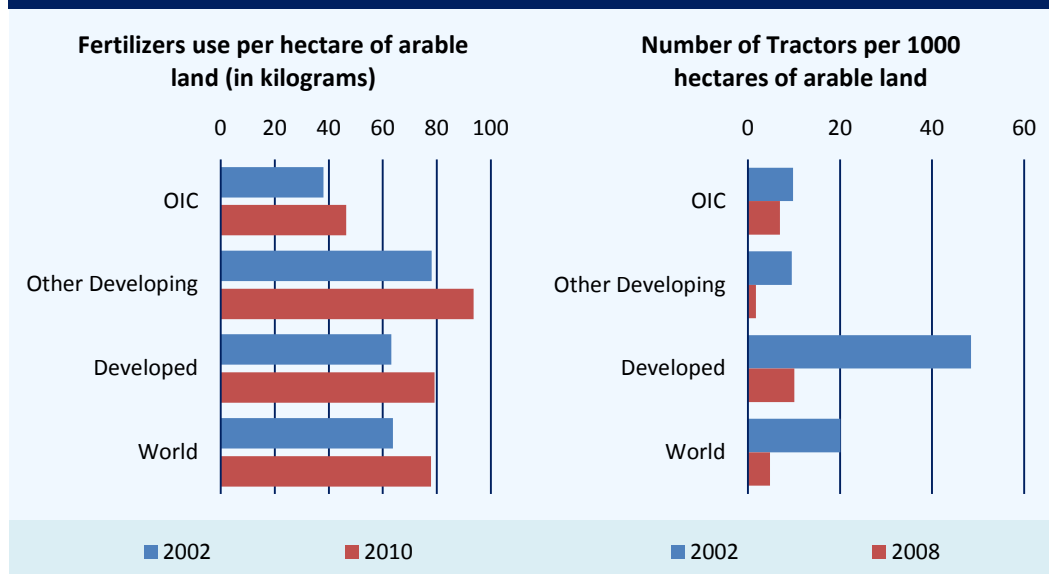 Fertilizers use per hectare of arable
land (in kilograms)
0 20 40 60 80 100
OIC
Other Developing
Developed
World
2002 2010
Number of Tractors per 1000
hectares of arable land
0 20 40 60
OIC
Other Developing
Developed
World
2002 2008